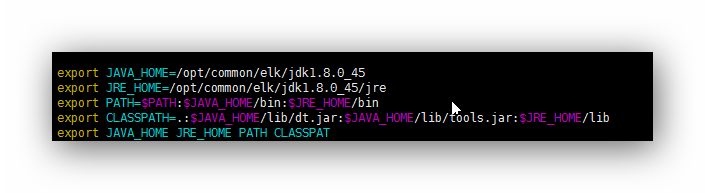 export JAVA_HOME=/opt/common/elk/jdk1.8.0_45
export JRE_HOME=/opt/common/elk/jdk1.8.0_45/jre
export PATH=$PATH:$JAVA_HOME/bin:$JRE_HOME/bin
export CLASSPATH=.:$JAVA_HOME/lib/dt.jar:$JAVA_HOME/lib/tools.jar:$JRE_HOME/lib
export JAVA_HOME JRE_HOME PATH CLASSPAT